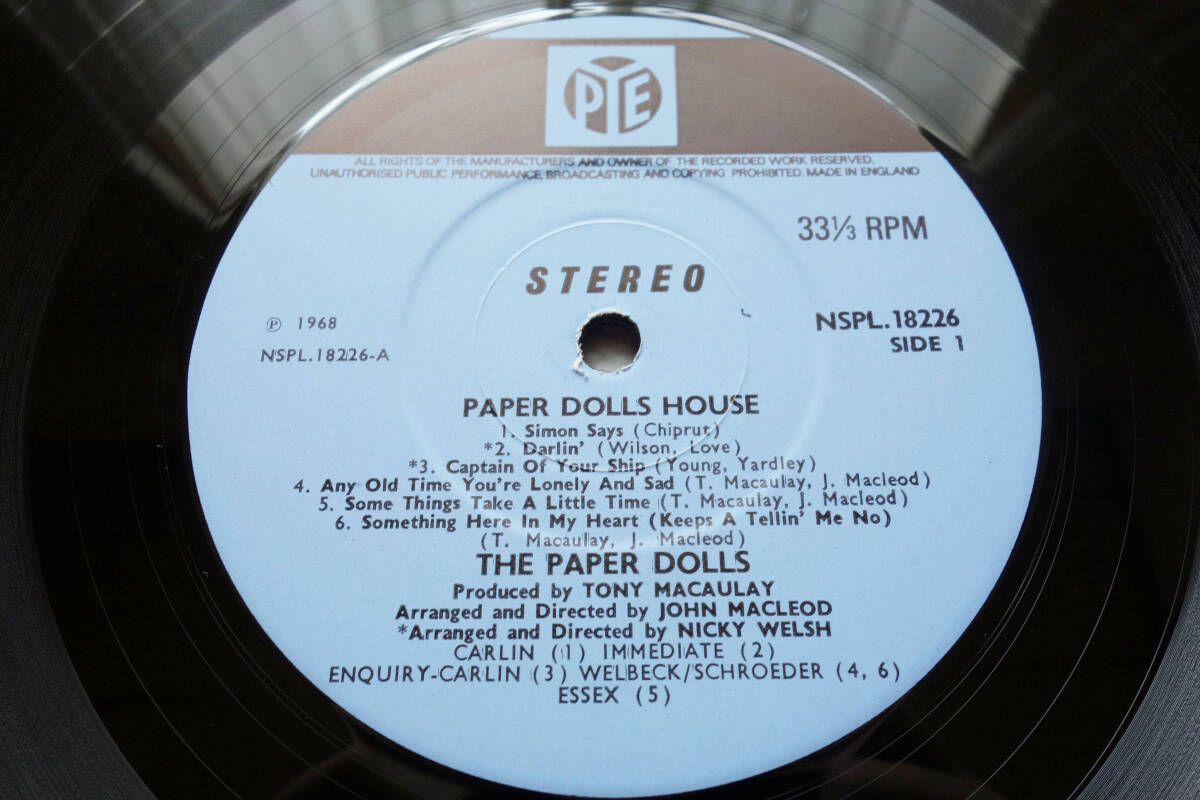 PYE
ALL RIGHTS OF THE MANUFACTURERS AND OWNER OF THE RECORDED WORK RESERVED.
UNAUTHORISED PUBLIC PERFORMANCE, BROADCASTING AND COPYING PROHIBITED. MADE IN ENGLAND
33⅓ RPM
STEREO
℗ 1968
NSPL.18226
NSPL.18226-A
SIDE 1
PAPER DOLLS HOUSE
1. Simon Says (Chiprut)
*2. Darlin' (Wilson, Love)
*3. Captain Of Your Ship (Young, Yardley)
4. Any Old Time You're Lonely And Sad (T. Macaulay, J. Macleod)
5. Some Things Take A Little Time (T. Macaulay, J. Macleod)
6. Something Here In My Heart (Keeps A Tellin' Me No)
(T. Macaulay, J. Macleod)
THE PAPER DOLLS
Produced by TONY MACAULAY
Arranged and Directed by JOHN MACLEOD
*Arranged and Directed by NICKY WELSH
CARLIN (1) IMMEDIATE (2)
ENQUIRY-CARLIN (3) WELBECK/SCHROEDER (4, 6)
ESSEX (5)